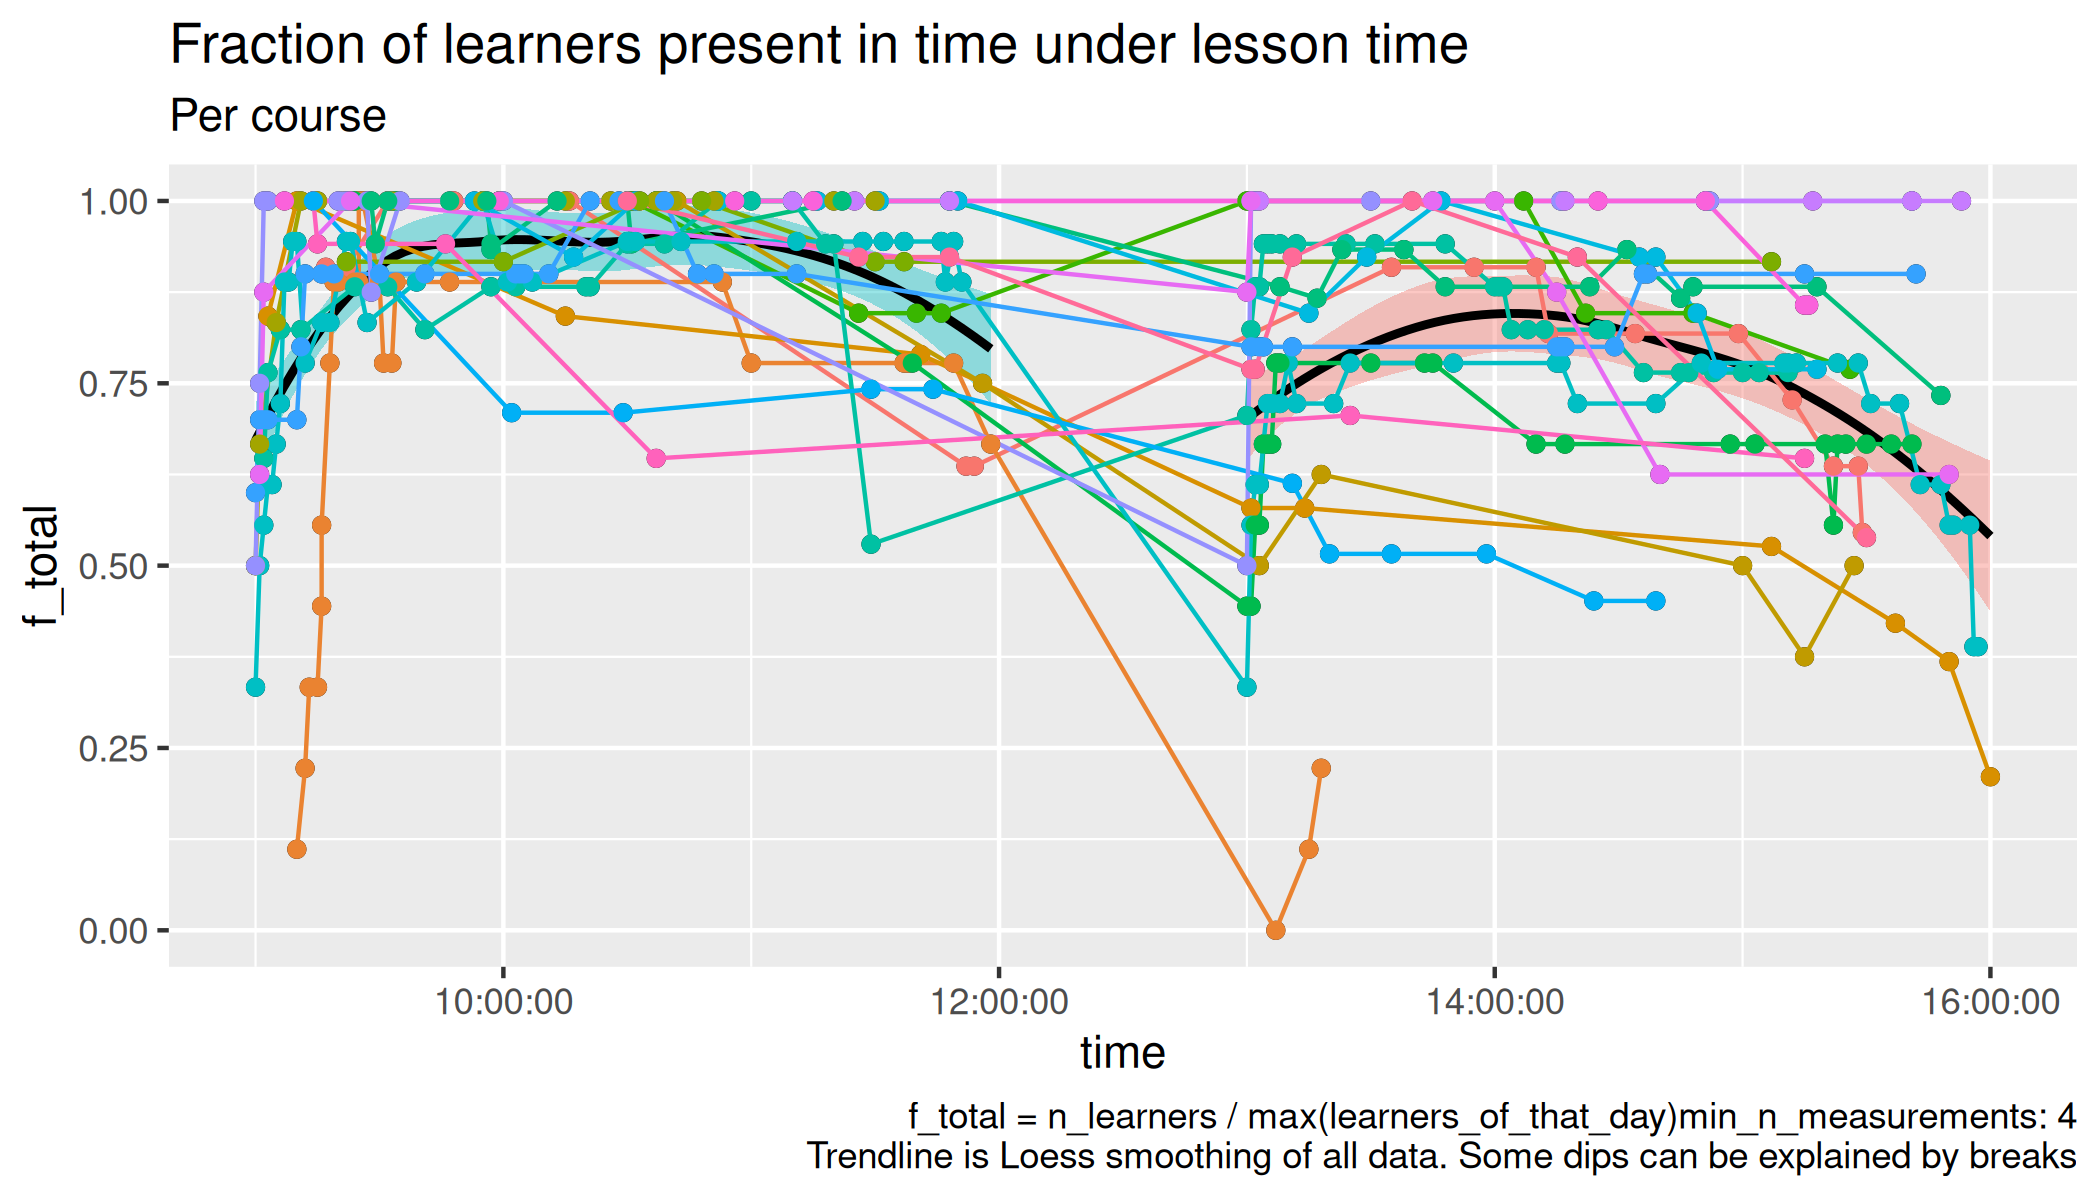 Fraction of learners present in time under lesson time
Per course
f_total
1.00
0.75
0.50
0.25
0.00
10:00:00
12:00:00
14:00:00
16:00:00
time
f_total = n_learners / max(learners_of_that_day)min_n_measurements: 4
Trendline is Loess smoothing of all data. Some dips can be explained by breaks